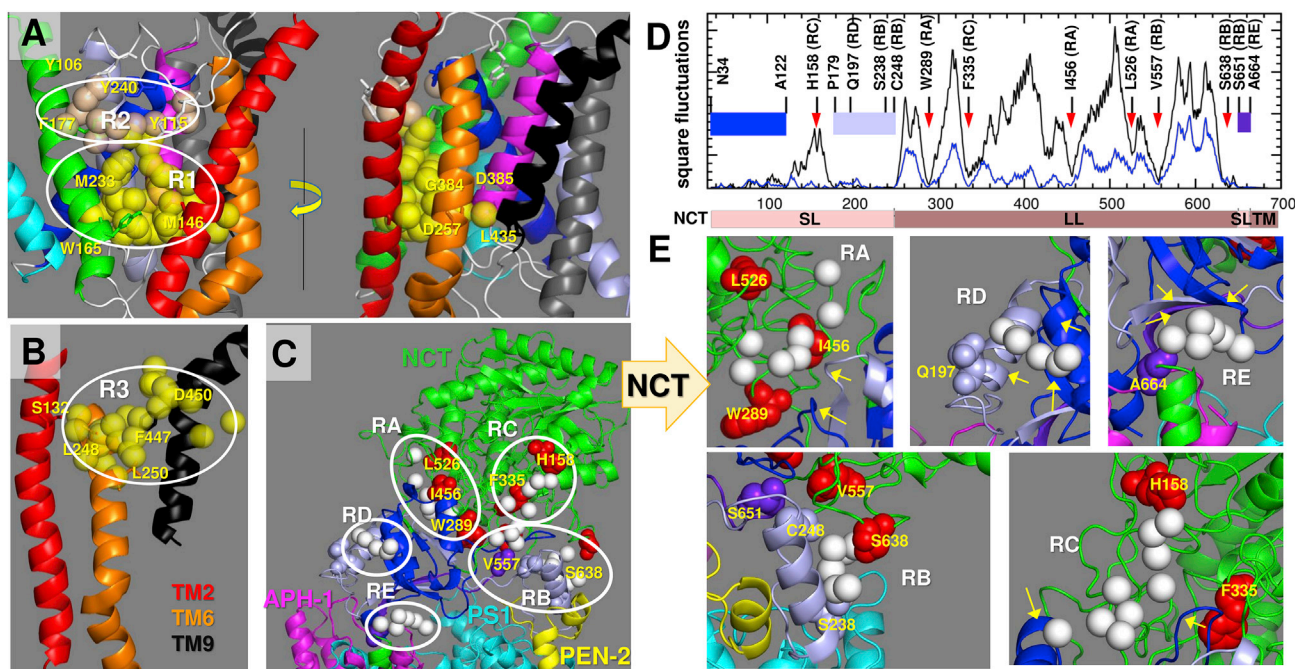 A
Y106
Y240
F177
R2
Y115
M233
R1
M146
W165
G384
D385
D257
L435
B
R3
D450
S132
F447
L248
L250
TM2
TM6
TM9
C
NCT
RA
RC
L526
H158
F335
I456
W289
RD
V557
RE
S638
RB
APH-1
PS1
PEN-2
NCT
D
square fluctuations
N34
A122
H158 (RC)
P179
Q197 (RD)
S238 (RB)
C248 (RB)
W289 (RA)
F335 (RC)
I456 (RA)
L526 (RA)
V557 (RB)
S638 (RB)
S651 (RB)
A664 (RE)
100 200 300 400 500 600 700
NCT SL LL SL TM
E
RA
L526
I456
W289
RD
Q197
RE
A664
V557
S651
C248
S638
RB
S238
H158
RC
F335